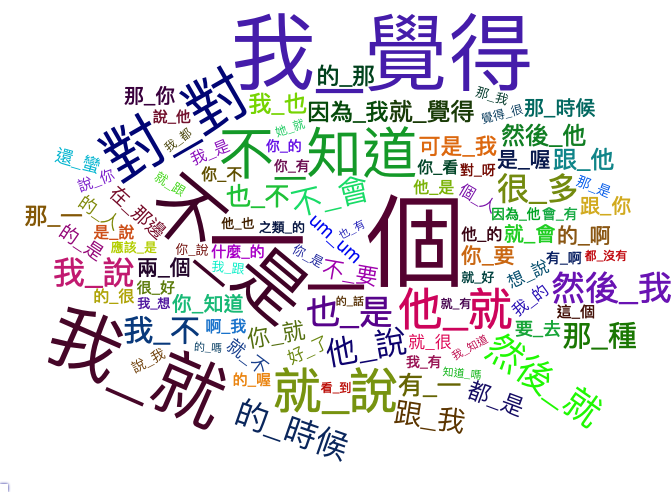 我_覺得
的_那
那_你
對_對
說_他
我_也
因為_我
就_覺得
那_我
覺得_很
那_時候
我_都
她_就
不_知道
可是_我
然後_他
還_蠻
我_是
你_的
是_喔
跟_他
說_你
就_跟
你_不
你_有
你_看
對_呀
很_多
那_是
在_那邊
不_是
也_不
不_會
他_是
個_人
跟_你
的_人
那_一
一_個
因為_他
會_有
是_說
他_也
之類_的
um_um
也_有
他_的
就_會
的_啊
的_是
應該_是
你_說
什麼_的
你_是
不_要
你_要
有_啊
都_沒有
我_說
兩_個
我_跟
就_好
想_說
然後_我
的_很
很_好
我_想
你_知道
也_是
的_話
他_就
就_有
我_的
這_個
我_就
我_不
啊_我
你_就
他_說
就_很
我_知道
要_去
那_種
說_我
的_嗎
就_不
好_了
我_有
知道_嗎
然後_就
的_喔
看_到
就_說
有_一
都_是
的_時候
跟_我